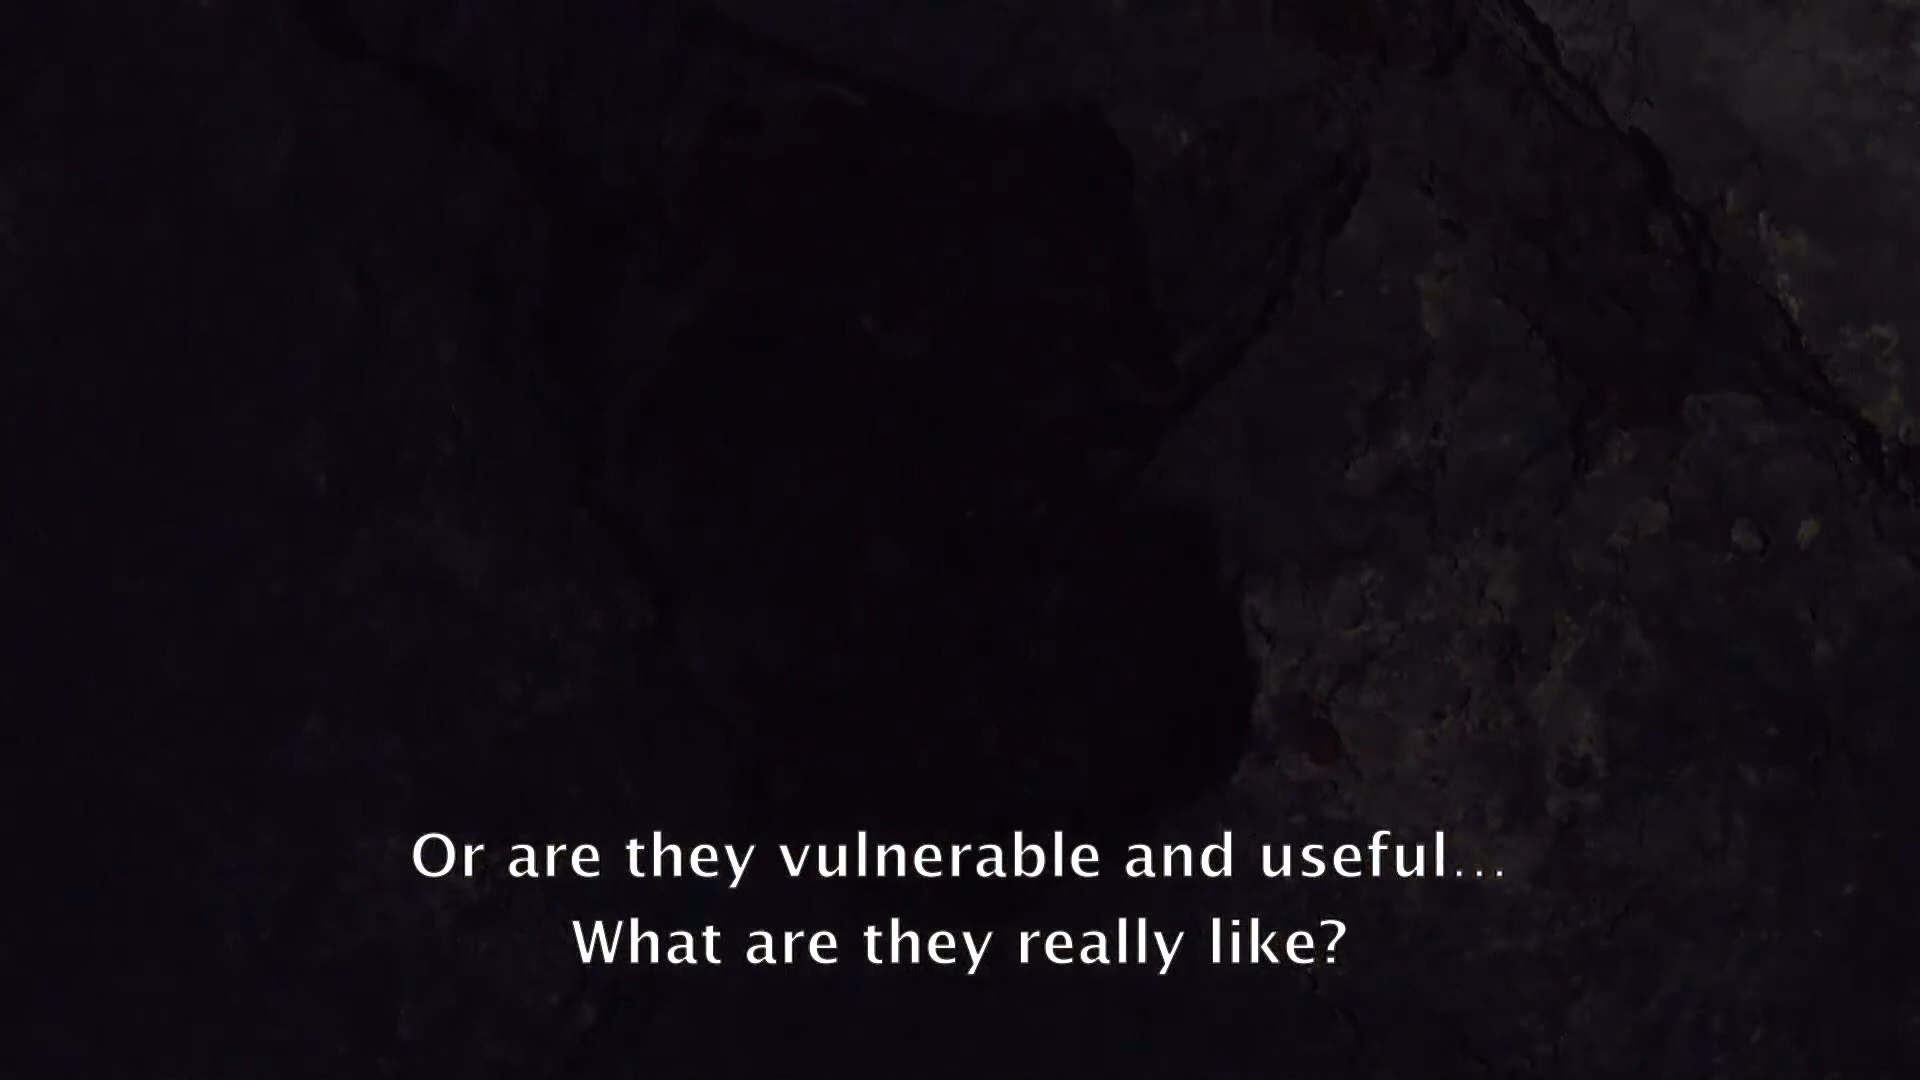 Or are they vulnerable and useful...
What are they really like?